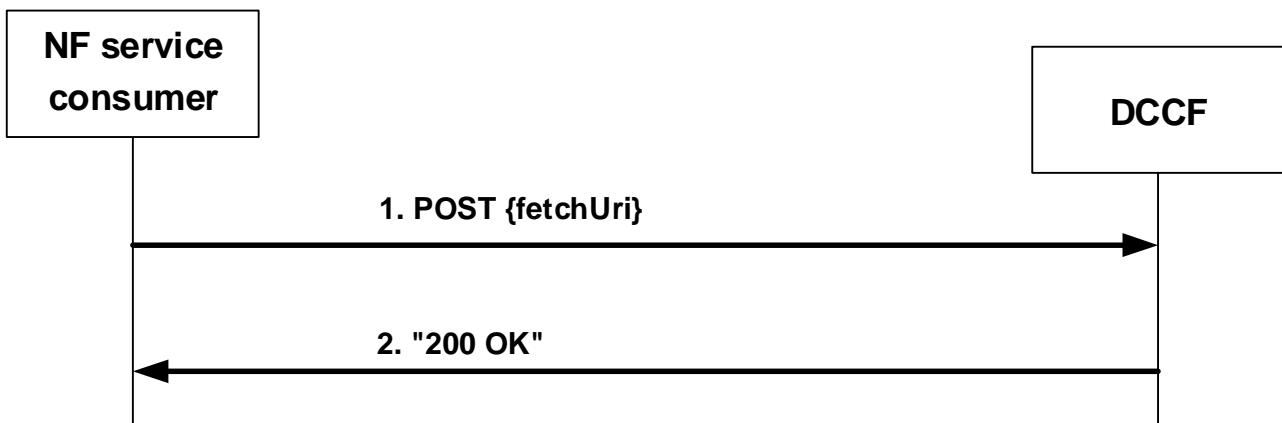 NF service
consumer
DCCF
1. POST {fetchUri}
2. "200 OK"